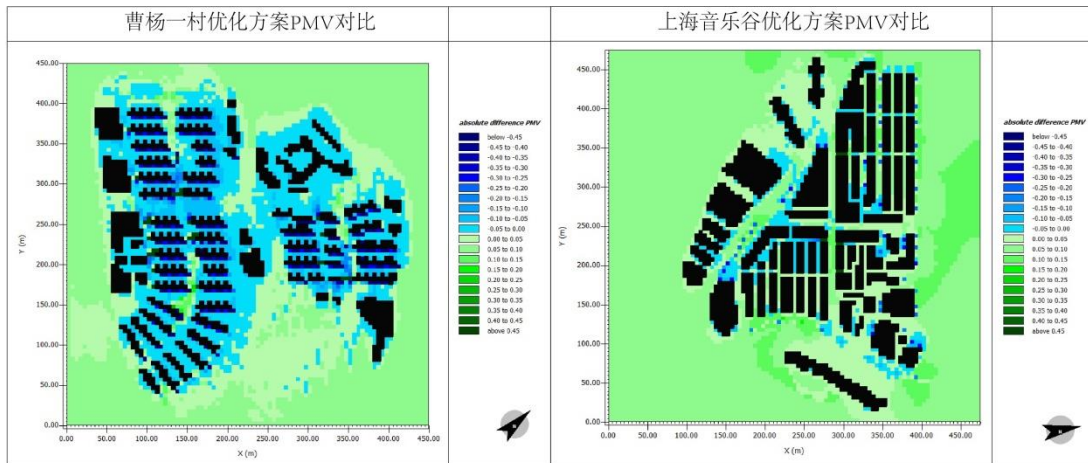 曹杨一村优化方案PMV对比
上海音乐谷优化方案PMV对比
450.00
400.00
350.00
300.00
250.00
200.00
150.00
100.00
50.00
0.00
Y (m)
0.00 50.00 100.00 150.00 200.00 250.00 300.00 350.00 400.00 450.00
X (m)
absolute difference PMV
below -0.45
-0.45 to -0.40
-0.40 to -0.35
-0.35 to -0.30
-0.30 to -0.25
-0.25 to -0.20
-0.20 to -0.15
-0.15 to -0.10
-0.10 to -0.05
-0.05 to 0.00
0.00 to 0.05
0.05 to 0.10
0.10 to 0.15
0.15 to 0.20
0.20 to 0.25
0.25 to 0.30
0.30 to 0.35
0.35 to 0.40
0.40 to 0.45
above 0.45
450.00
400.00
350.00
300.00
250.00
200.00
150.00
100.00
50.00
0.00
Y (m)
0.00 50.00 100.00 150.00 200.00 250.00 300.00 350.00 400.00 450.00
X (m)
absolute difference PMV
below -0.45
-0.45 to -0.40
-0.40 to -0.35
-0.35 to -0.30
-0.30 to -0.25
-0.25 to -0.20
-0.20 to -0.15
-0.15 to -0.10
-0.10 to -0.05
-0.05 to 0.00
0.00 to 0.05
0.05 to 0.10
0.10 to 0.15
0.15 to 0.20
0.20 to 0.25
0.25 to 0.30
0.30 to 0.35
0.35 to 0.40
0.40 to 0.45
above 0.45